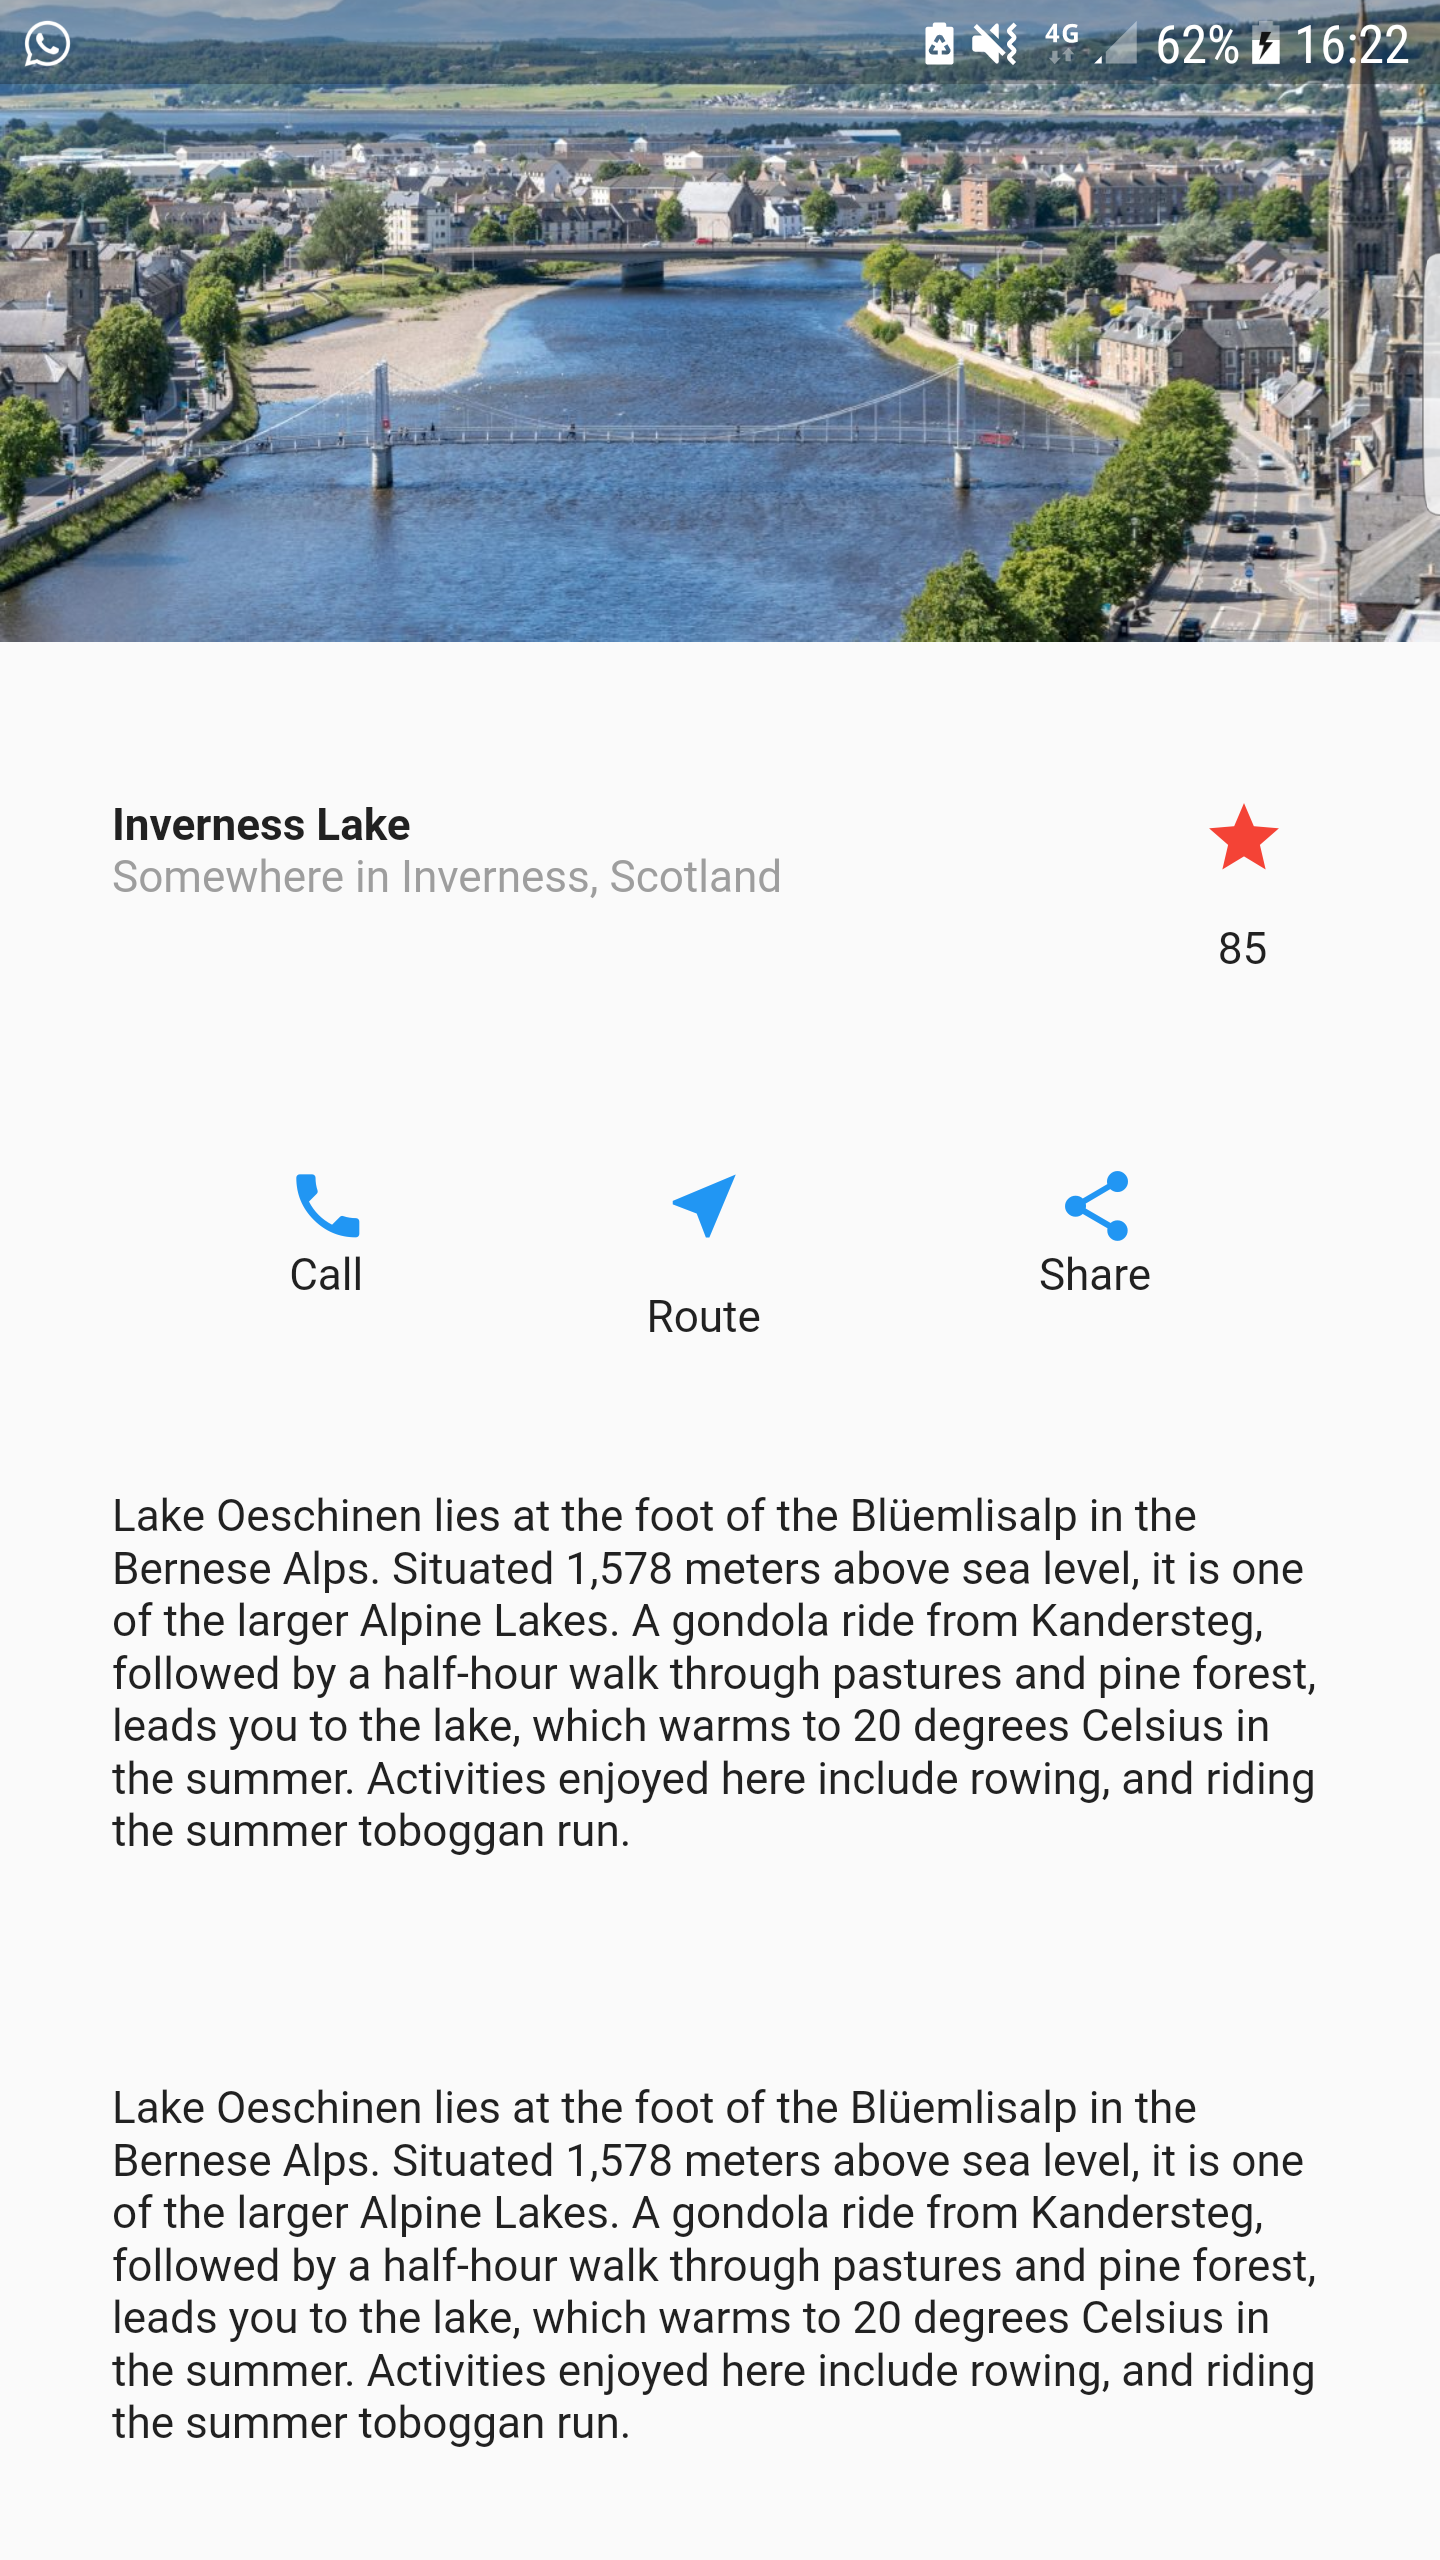 4G 62% 16:22
Inverness Lake
Somewhere in Inverness, Scotland
85
Call
Route
Share
Lake Oeschinen lies at the foot of the Blüemlisalp in the
Bernese Alps. Situated 1,578 meters above sea level, it is one
of the larger Alpine Lakes. A gondola ride from Kandersteg,
followed by a half-hour walk through pastures and pine forest,
leads you to the lake, which warms to 20 degrees Celsius in
the summer. Activities enjoyed here include rowing, and riding
the summer toboggan run.
Lake Oeschinen lies at the foot of the Blüemlisalp in the
Bernese Alps. Situated 1,578 meters above sea level, it is one
of the larger Alpine Lakes. A gondola ride from Kandersteg,
followed by a half-hour walk through pastures and pine forest,
leads you to the lake, which warms to 20 degrees Celsius in
the summer. Activities enjoyed here include rowing, and riding
the summer toboggan run.